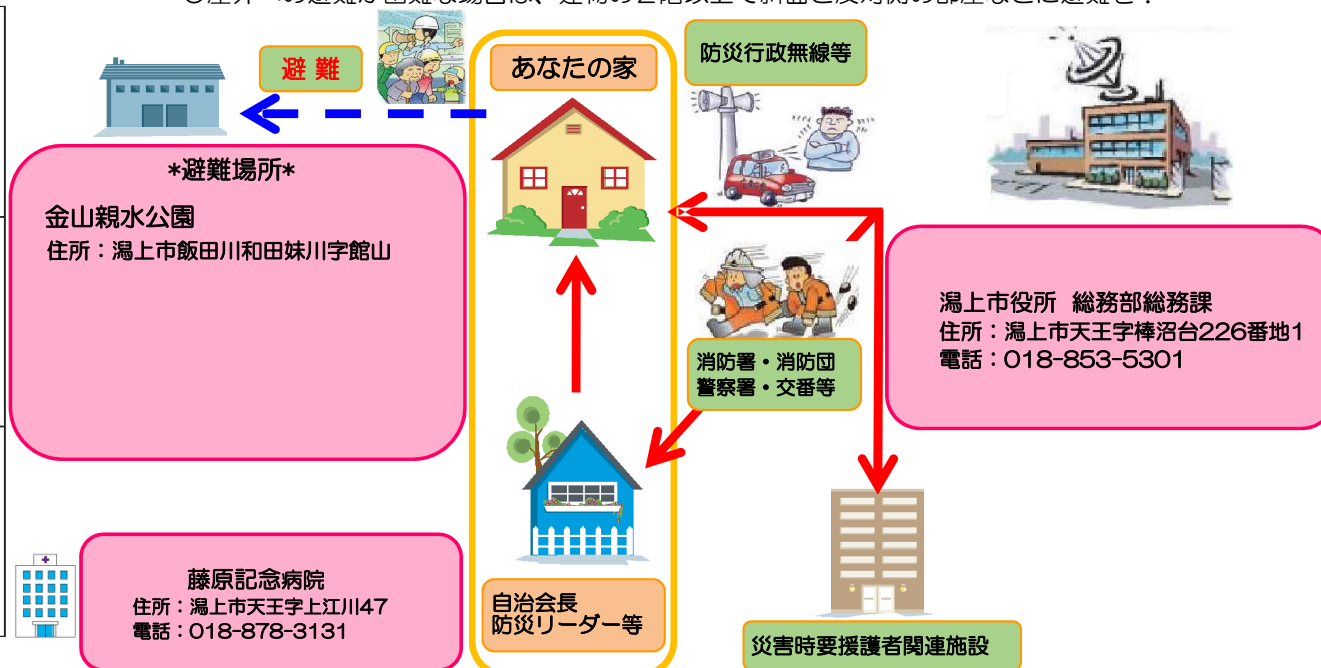 避 難
あなたの家
防災行政無線等
*避難場所*
金山親水公園
住所：潟上市飯田川和田妹川字館山
消防署・消防団
警察署・交番等
潟上市役所 総務部総務課
住所：潟上市天王字棒沼台226番地1
電話：018-853-5301
藤原記念病院
住所：潟上市天王字上江川47
電話：018-878-3131
自治会長
防災リーダー等
災害時要援護者関連施設